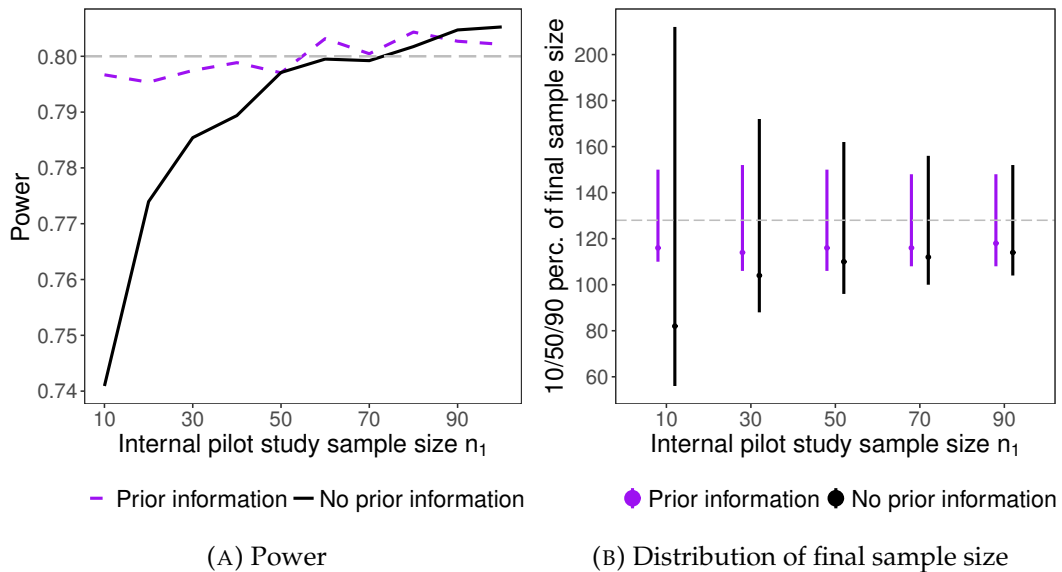 Power
0.80
0.79
0.78
0.77
0.76
0.75
0.74
10
30
50
70
90
Internal pilot study sample size n₁
Prior information
No prior information
(A) Power
10/50/90 perc. of final sample size
200
180
160
140
120
100
80
60
10
30
50
70
90
Internal pilot study sample size n₁
Prior information
No prior information
(B) Distribution of final sample size